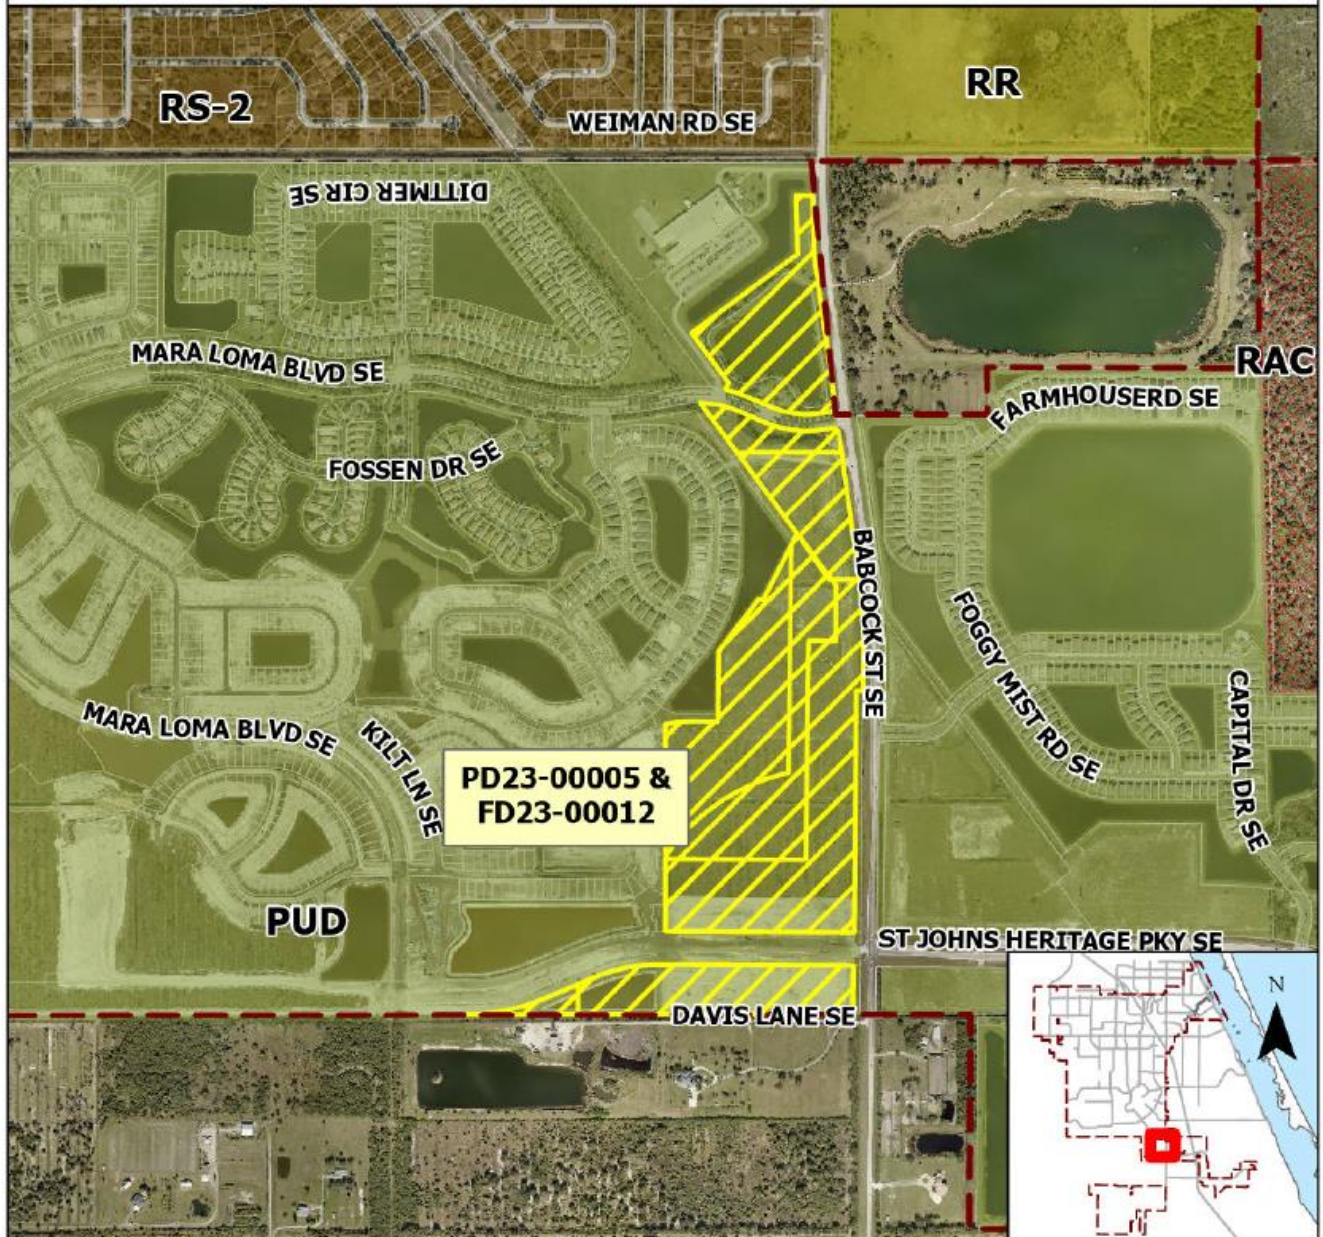 RR
RS-2
WEIMAN RD SE
DITTMER CIR SE
MARA LOMA BLVD SE
RAC
FARMHOUSERD SE
FOSSEN DR SE
BABCOCK ST SE
FOGGY MIST RD SE
CAPITAL DR SE
MARA LOMA BLVD SE
KILT LN SE
PD23-00005 &
FD23-00012
PUD
ST JOHNS HERITAGE PKY SE
DAVIS LANE SE
N